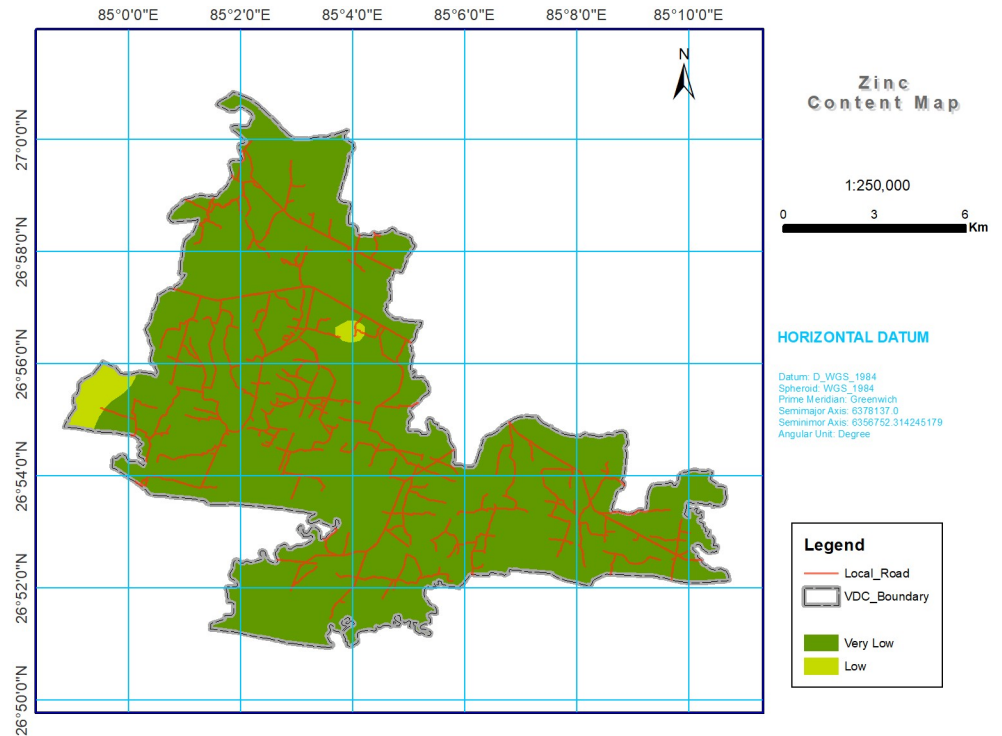 85°0'0"E 85°2'0"E 85°4'0"E 85°6'0"E 85°8'0"E 85°10'0"E
27°0'0"N
26°58'0"N
26°56'0"N
26°54'0"N
26°52'0"N
26°50'0"N
N
Zinc
Content Map
1:250,000
0 3 6
Km
HORIZONTAL DATUM
Datum: D_WGS_1984
Spheroid: WGS_1984
Prime Meridian: Greenwich
Semimajor Axis: 6378137.0
Semiminor Axis: 6356752.314245179
Angular Unit: Degree
Legend
Local_Road
VDC_Boundary
Very Low
Low